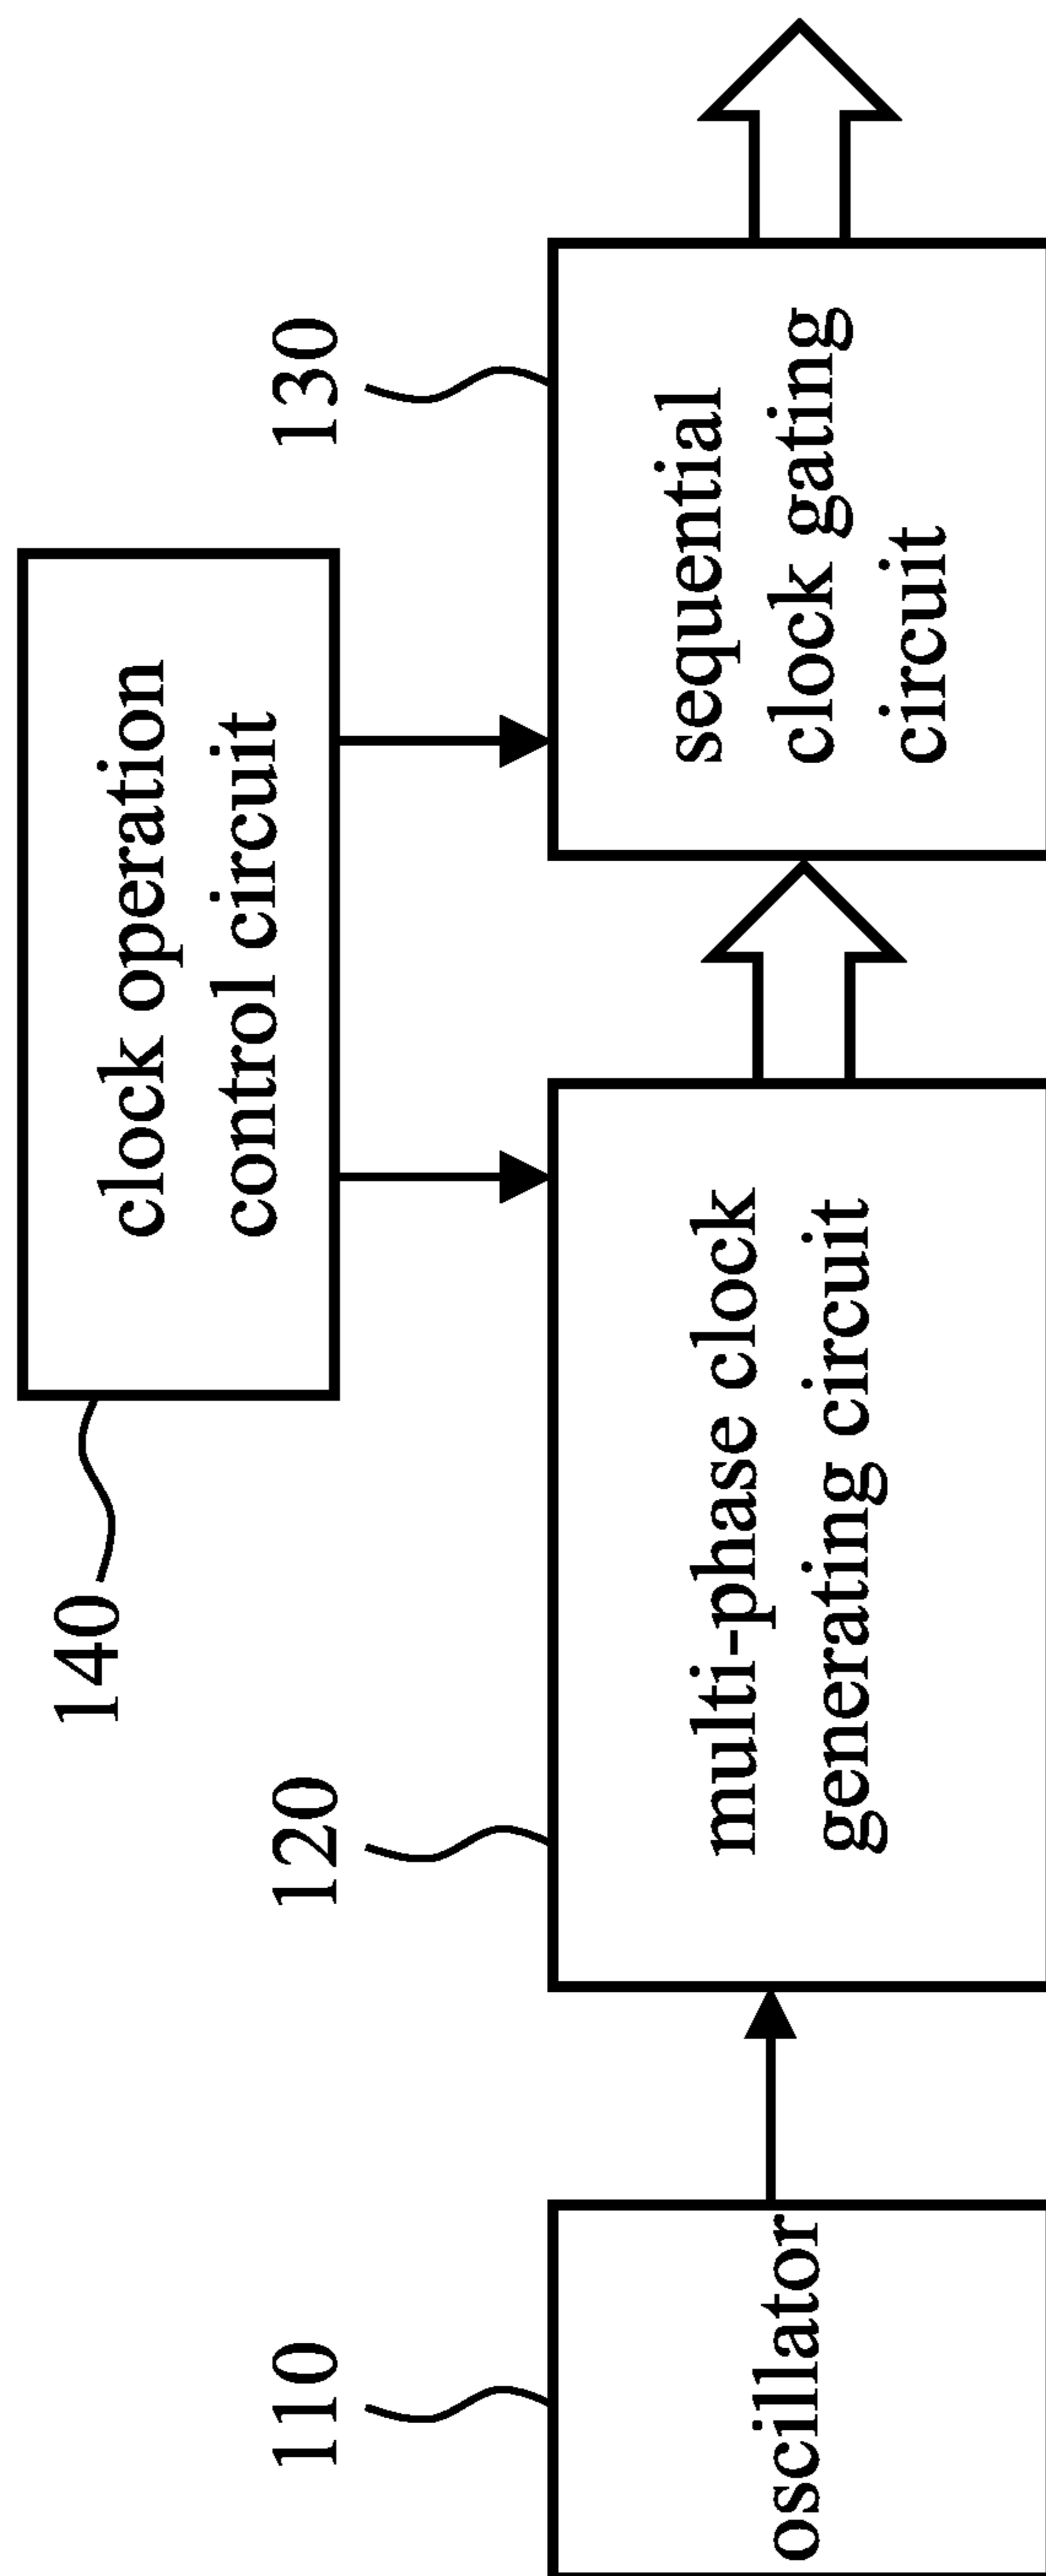 140
clock operation
control circuit
110
120
130
oscillator
multi-phase clock
generating circuit
sequential
clock gating
circuit